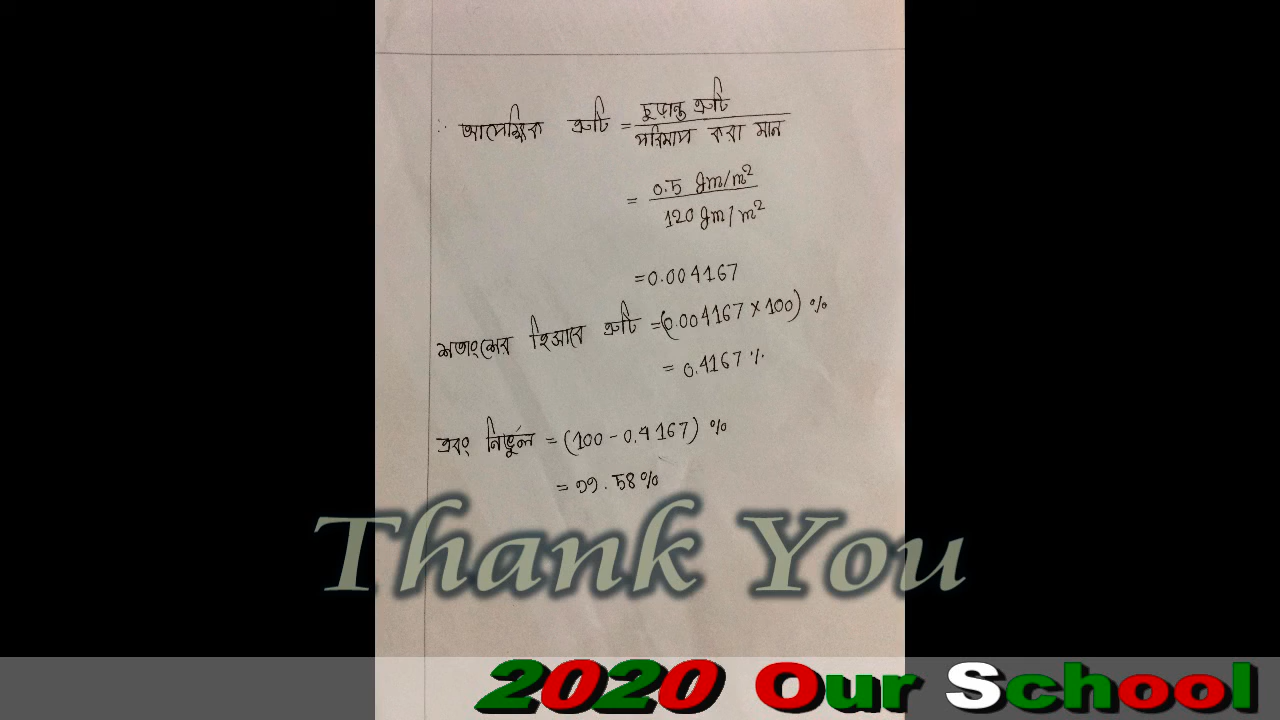 ∴ আপেক্ষিক ত্রুটি = চূড়ান্ত ত্রুটি / পরিমাপ করা মান
= 0.5 gm/m² / 120 gm/m²
= 0.004167
শতাংশের হিসাবে ত্রুটি = (0.004167 × 100) %
= 0.4167 %
এবং নির্ভুল = (100 - 0.4167) %
= 99.58 %
Thank You
2020 Our School